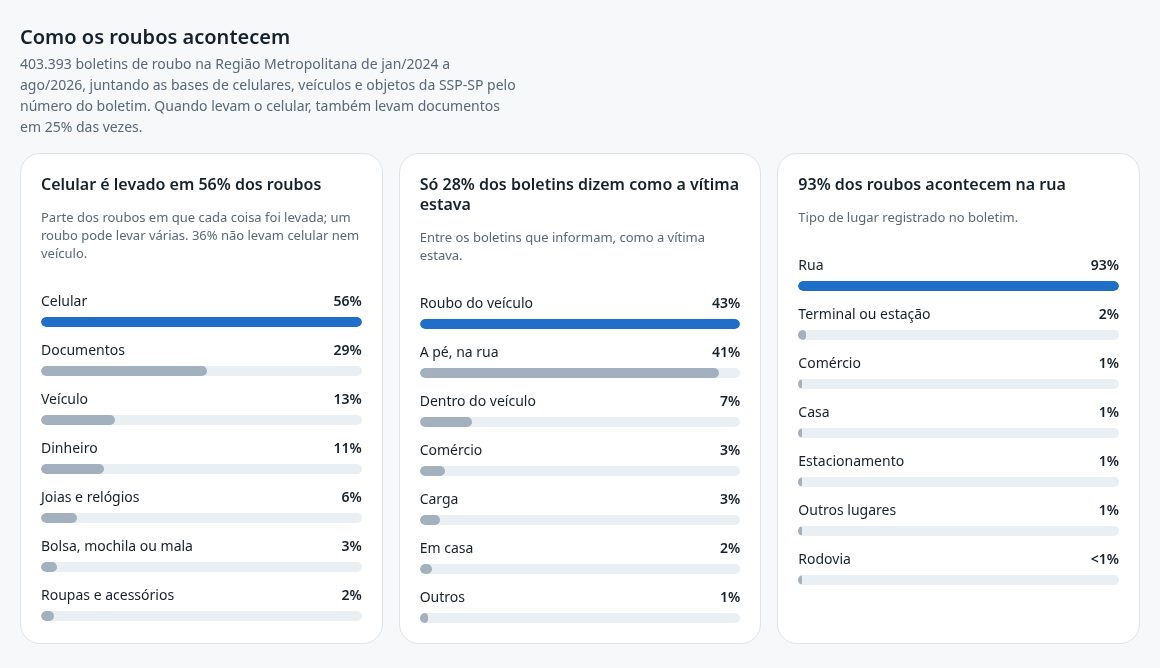 Como os roubos acontecem
403.393 boletins de roubo na Região Metropolitana de jan/2024 a
ago/2026, juntando as bases de celulares, veículos e objetos da SSP-SP pelo
número do boletim. Quando levam o celular, também levam documentos
em 25% das vezes.
Celular é levado em 56% dos roubos
Parte dos roubos em que cada coisa foi levada; um
roubo pode levar várias. 36% não levam celular nem
veículo.
Celular 56%
Documentos 29%
Veículo 13%
Dinheiro 11%
Joias e relógios 6%
Bolsa, mochila ou mala 3%
Roupas e acessórios 2%
Só 28% dos boletins dizem como a vítima
estava
Entre os boletins que informam, como a vítima
estava.
Roubo do veículo 43%
A pé, na rua 41%
Dentro do veículo 7%
Comércio 3%
Carga 3%
Em casa 2%
Outros 1%
93% dos roubos acontecem na rua
Tipo de lugar registrado no boletim.
Rua 93%
Terminal ou estação 2%
Comércio 1%
Casa 1%
Estacionamento 1%
Outros lugares 1%
Rodovia <1%